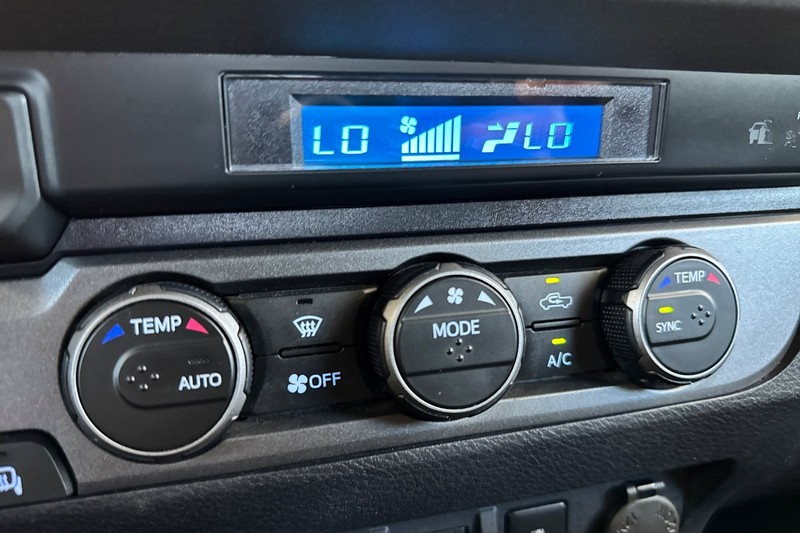 LO LO
TEMP
AUTO
OFF
MODE
A/C
TEMP
SYNC